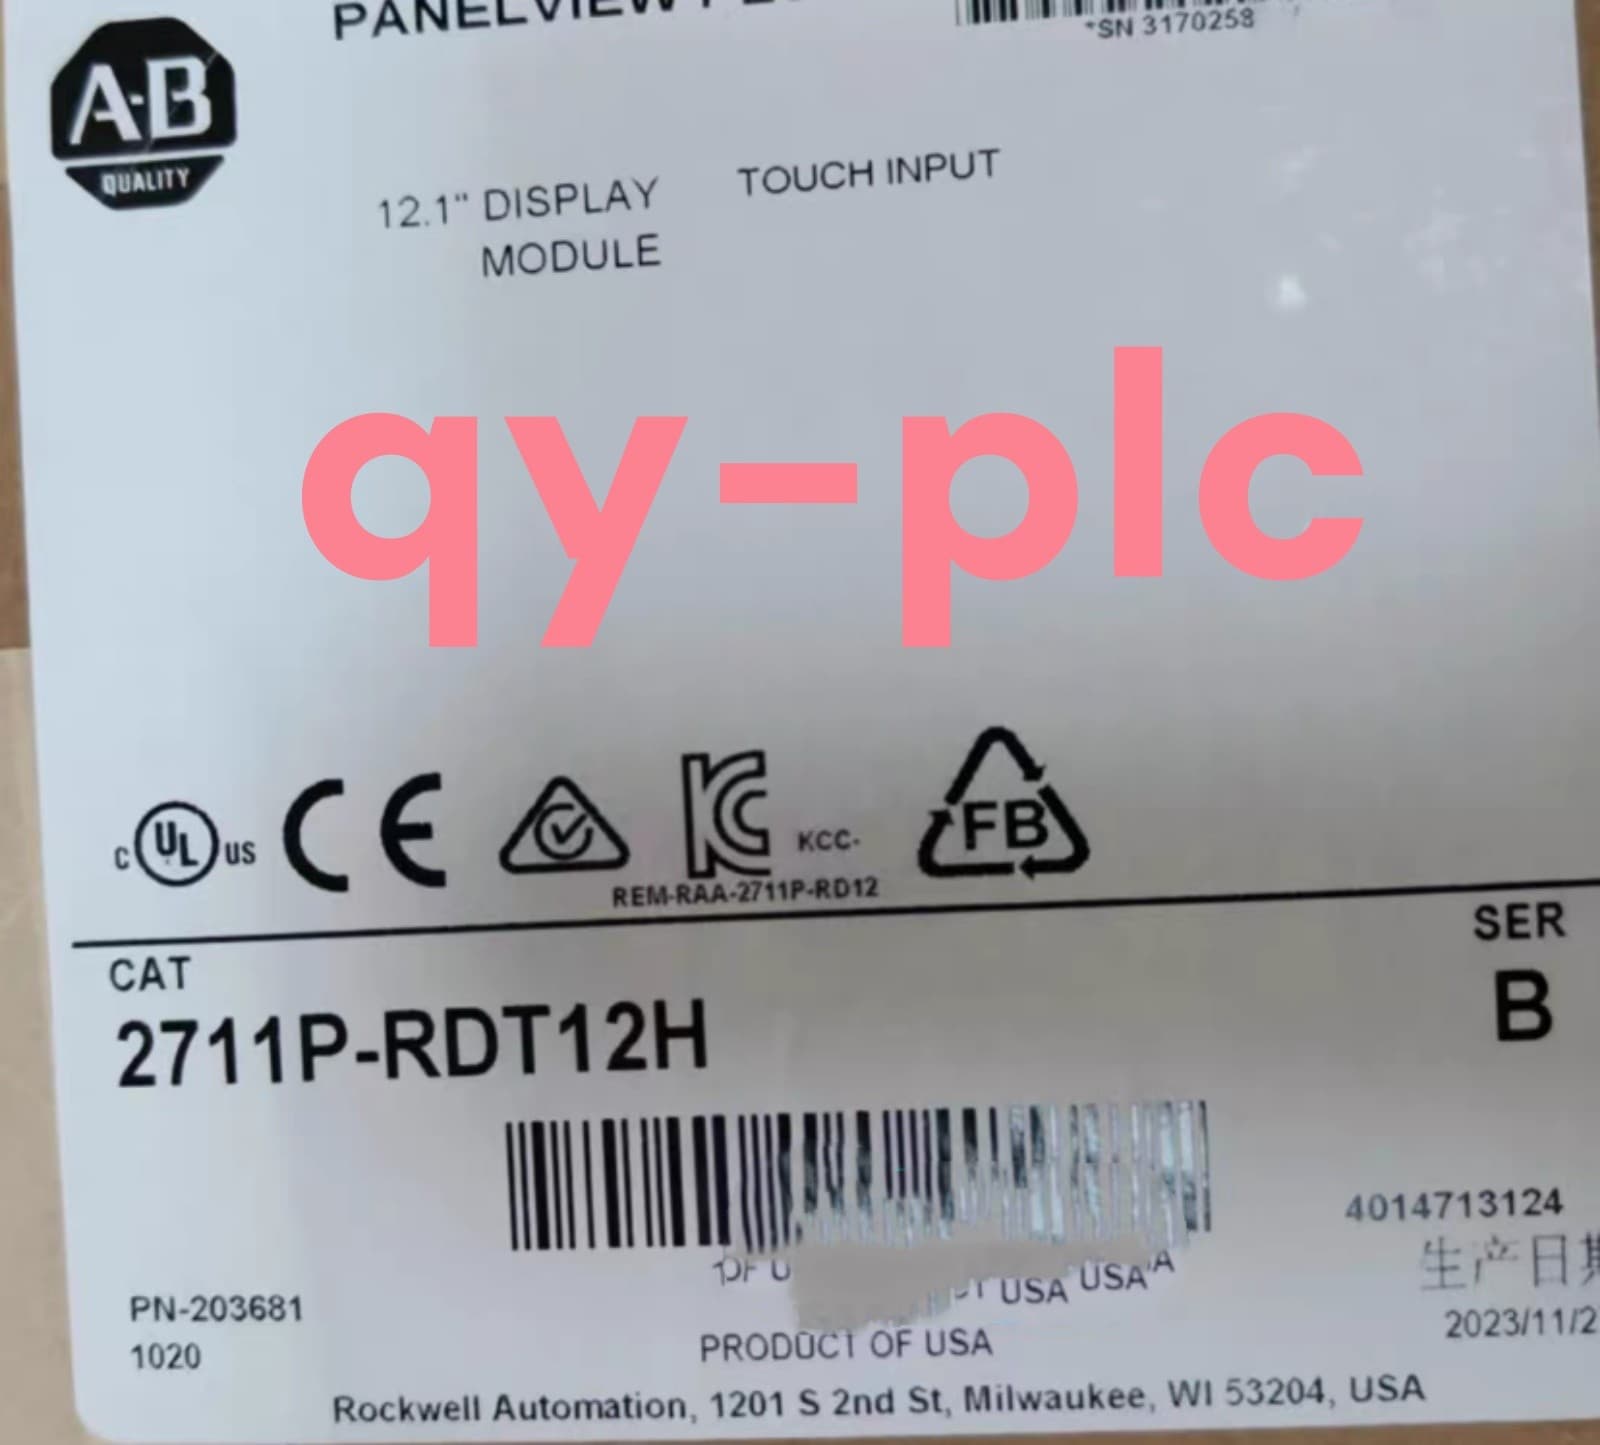 PANELVIEW
*SN 3170258
A·B
QUALITY
12.1" DISPLAY MODULE
TOUCH INPUT
qy-plc
C UL US CE KCC-
REM-RAA-2711P-RD12
FB
CAT
2711P-RDT12H
SER
B
4014713124
生产日期
2023/11/2
USA USA
PN-203681
1020
PRODUCT OF USA
Rockwell Automation, 1201 S 2nd St, Milwaukee, WI 53204, USA